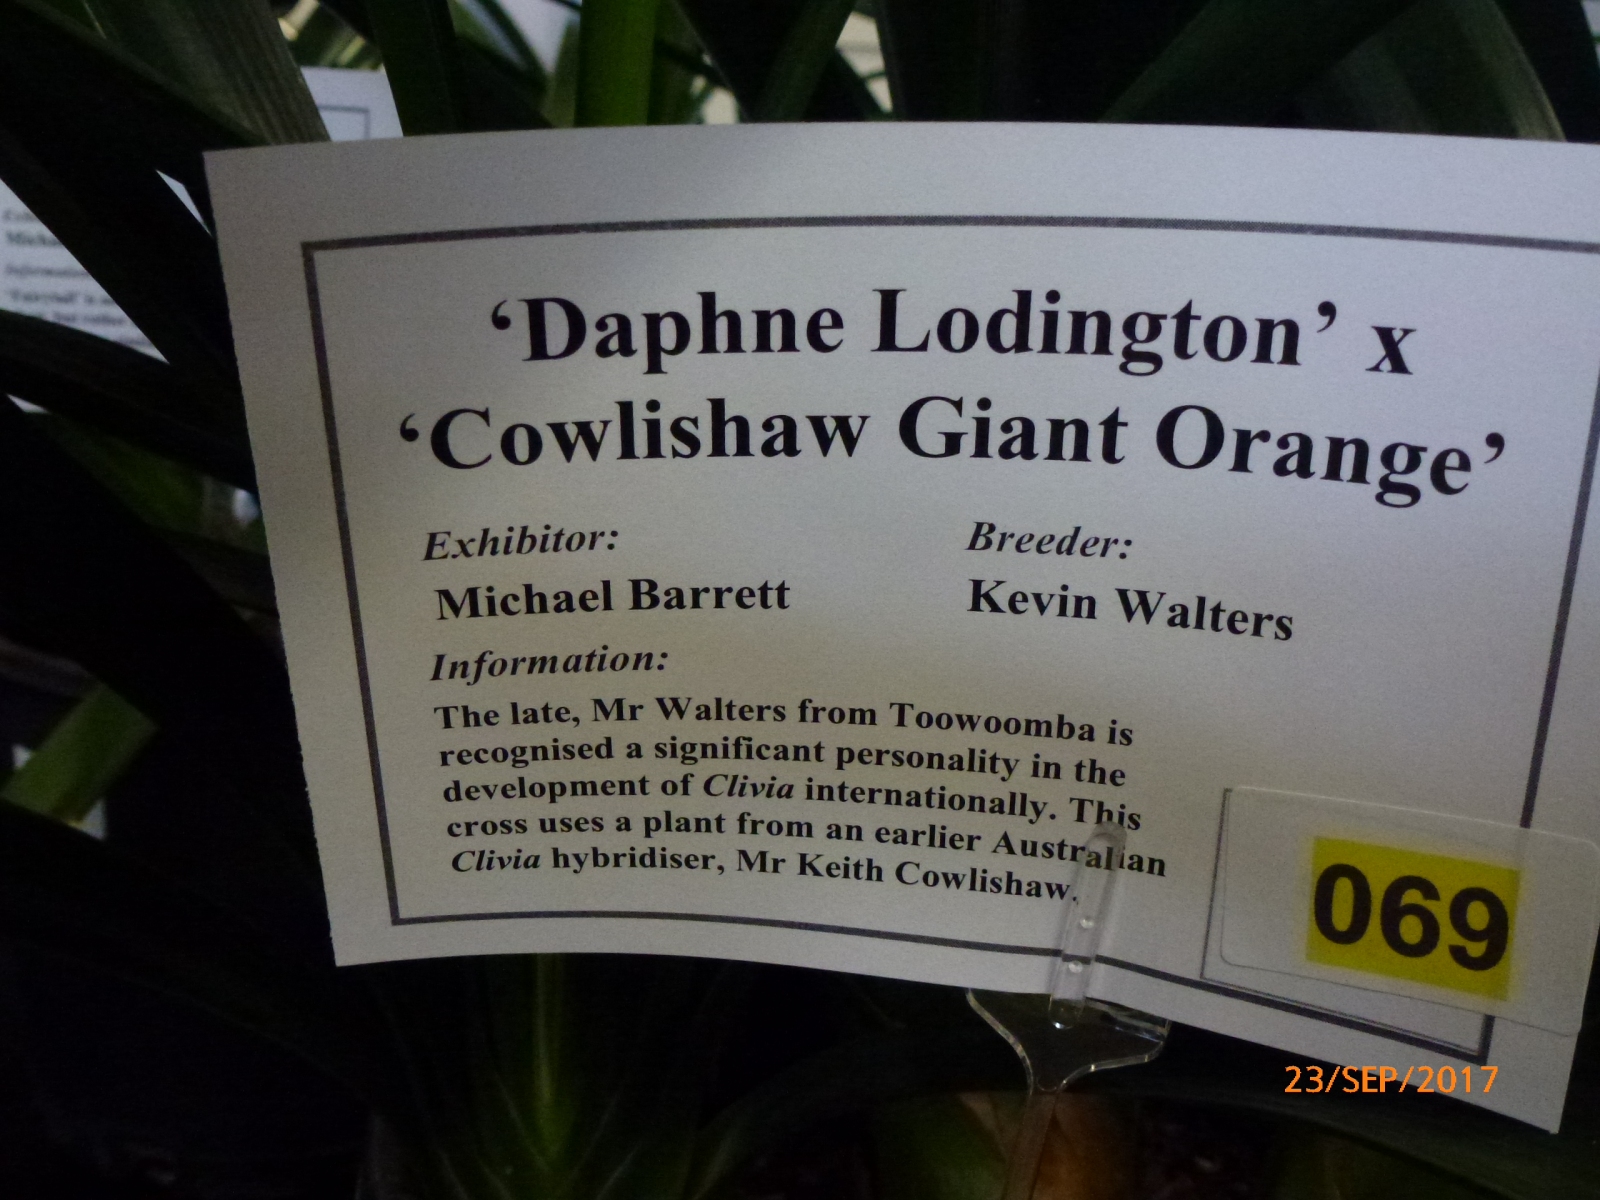 ‘Daphne Lodington’ x
‘Cowlishaw Giant Orange’
Exhibitor:
Michael Barrett
Breeder:
Kevin Walters
Information:
The late, Mr Walters from Toowoomba is
recognised a significant personality in the
development of Clivia internationally. This
cross uses a plant from an earlier Australian
Clivia hybridiser, Mr Keith Cowlishaw.
069
23/SEP/2017